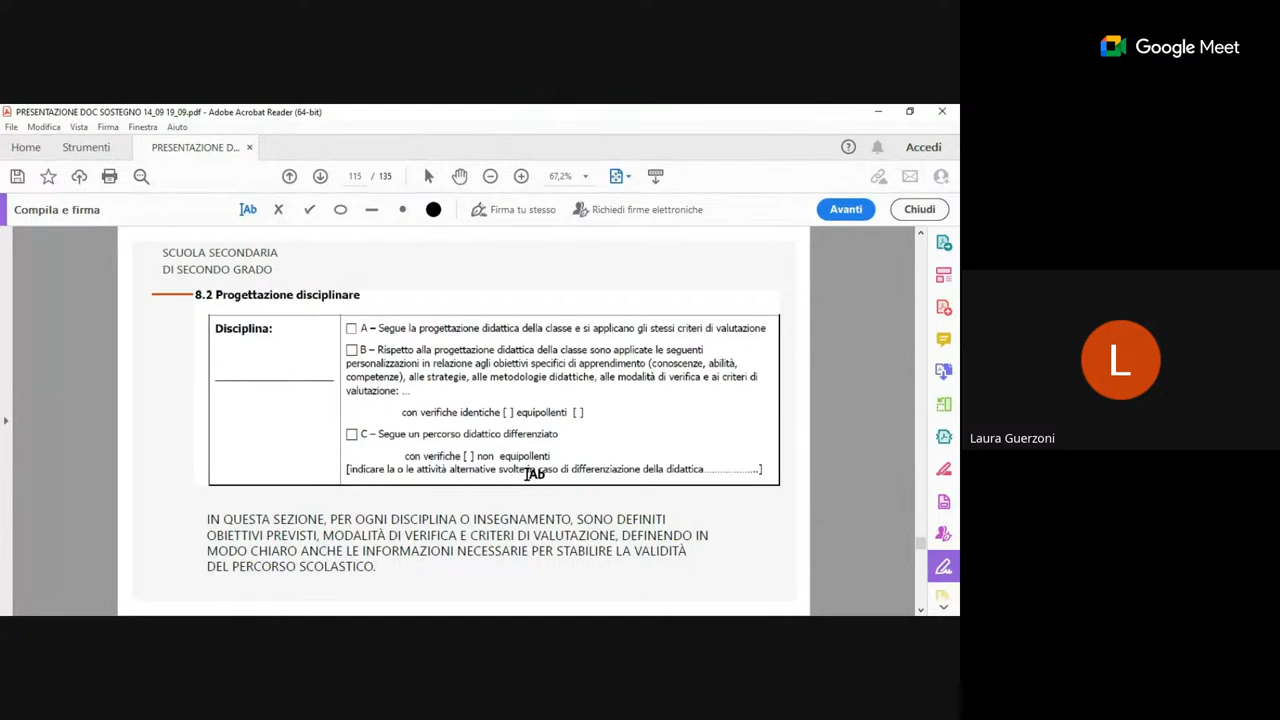 Google Meet
PRESENTAZIONE DOC SOSTEGNO 14_09 19_09.pdf - Adobe Acrobat Reader (64-bit)
File Modifica Vista Firma Finestra Aiuto
Home Strumenti PRESENTAZIONE D... × Accedi
115 / 135 67,2%
Compila e firma Ab Firma tu stesso Richiedi firme elettroniche Avanti Chiudi
SCUOLA SECONDARIA
DI SECONDO GRADO
8.2 Progettazione disciplinare
Disciplina:
A – Segue la progettazione didattica della classe e si applicano gli stessi criteri di valutazione
B – Rispetto alla progettazione didattica della classe sono applicate le seguenti
personalizzazioni in relazione agli obiettivi specifici di apprendimento (conoscenze, abilità,
competenze), alle strategie, alle metodologie didattiche, alle modalità di verifica e ai criteri di
valutazione: ...
con verifiche identiche [ ] equipollenti [ ]
C – Segue un percorso didattico differenziato
con verifiche [ ] non equipollenti
[indicare la o le attività alternative svolte in caso di differenziazione della didattica...................]
Ab
IN QUESTA SEZIONE, PER OGNI DISCIPLINA O INSEGNAMENTO, SONO DEFINITI
OBIETTIVI PREVISTI, MODALITÀ DI VERIFICA E CRITERI DI VALUTAZIONE, DEFINENDO IN
MODO CHIARO ANCHE LE INFORMAZIONI NECESSARIE PER STABILIRE LA VALIDITÀ
DEL PERCORSO SCOLASTICO.
L
Laura Guerzoni